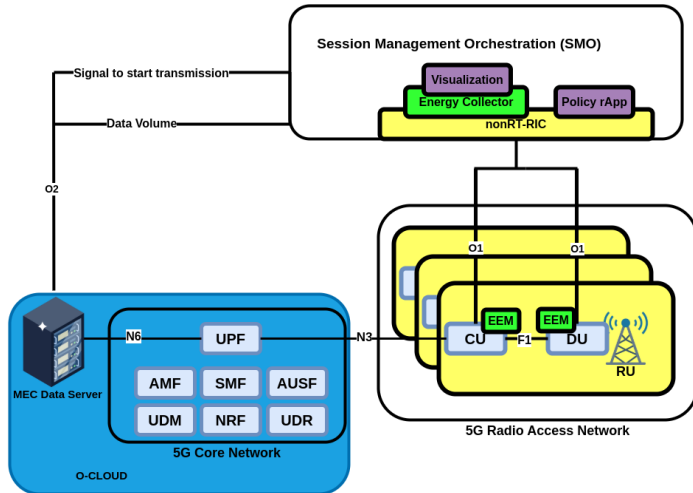 Session Management Orchestration (SMO)
Signal to start transmission
Visualization
Energy Collector
Policy rApp
Data Volume
nonRT-RIC
O2
O1
O1
EEM
EEM
N6
UPF
N3
CU
F1
DU
RU
AMF
SMF
AUSF
MEC Data Server
UDM
NRF
UDR
5G Radio Access Network
5G Core Network
O-CLOUD